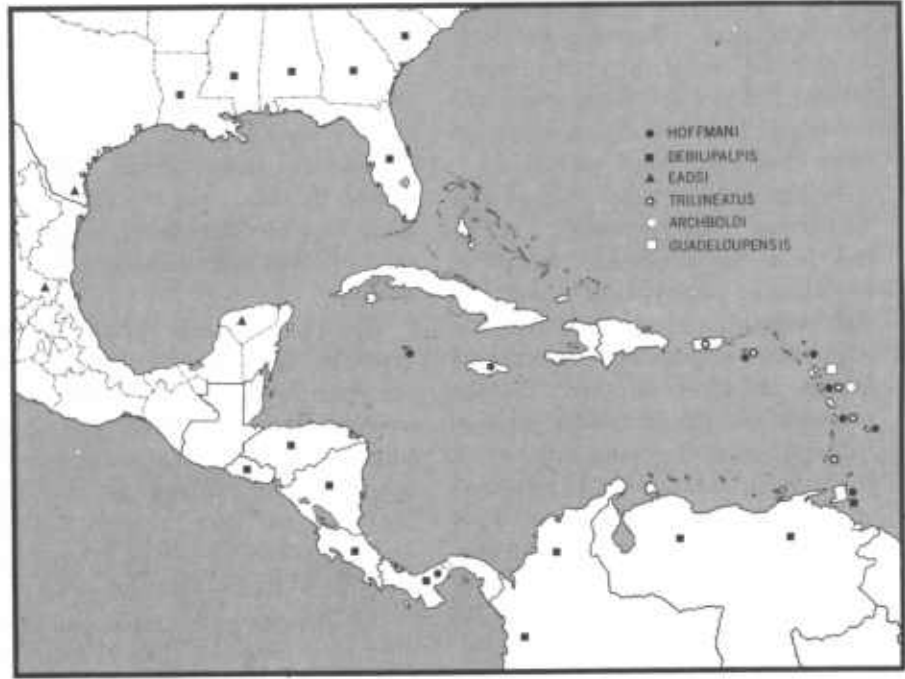 HOFFMANI
DEBILIPALPIS
EADSI
TRILINEATUS
ARCHBOLDI
GUADELOUPENSIS